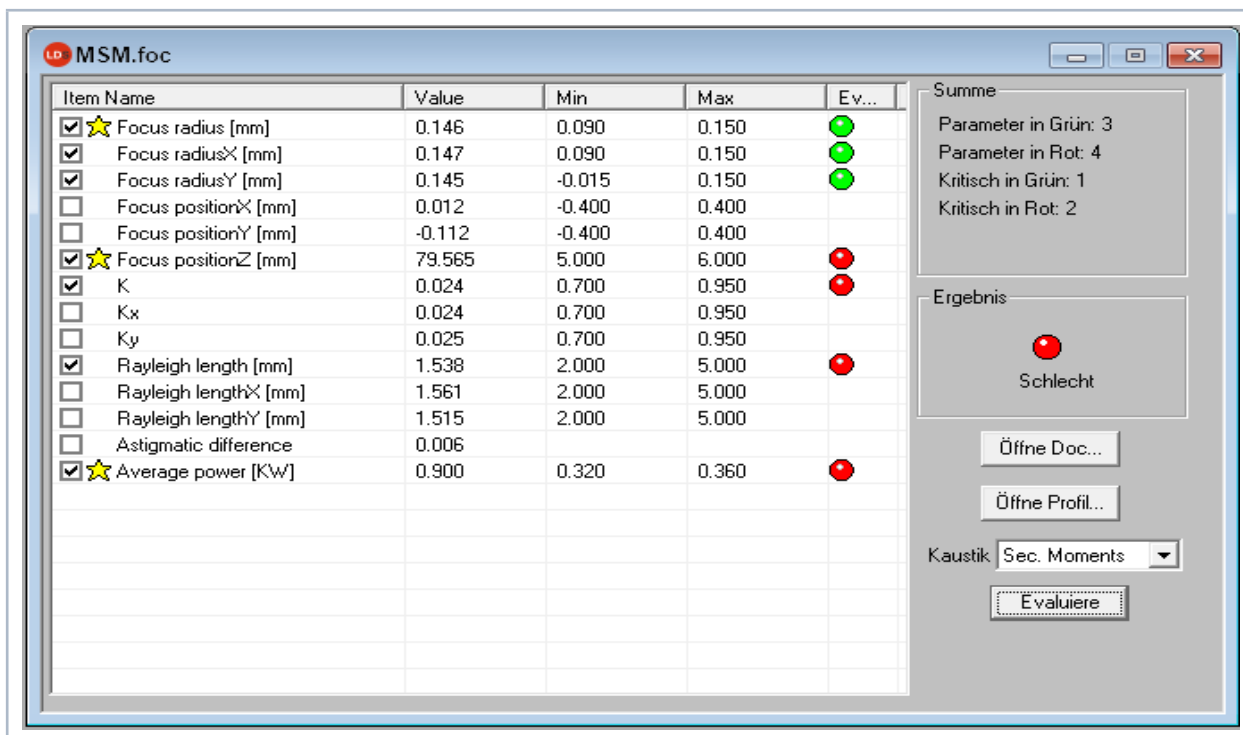 LDS MSM.foc
Item Name Value Min Max Ev...
Focus radius [mm] 0.146 0.090 0.150
Focus radiusX [mm] 0.147 0.090 0.150
Focus radiusY [mm] 0.145 -0.015 0.150
Focus positionX [mm] 0.012 -0.400 0.400
Focus positionY [mm] -0.112 -0.400 0.400
Focus positionZ [mm] 79.565 5.000 6.000
K 0.024 0.700 0.950
Kx 0.024 0.700 0.950
Ky 0.025 0.700 0.950
Rayleigh length [mm] 1.538 2.000 5.000
Rayleigh lengthX [mm] 1.561 2.000 5.000
Rayleigh lengthY [mm] 1.515 2.000 5.000
Astigmatic difference 0.006
Average power [KW] 0.900 0.320 0.360
Summe
Parameter in Grün: 3
Parameter in Rot: 4
Kritisch in Grün: 1
Kritisch in Rot: 2
Ergebnis
Schlecht
Öffne Doc...
Öffne Profil...
Kaustik Sec. Moments
Evaluiere